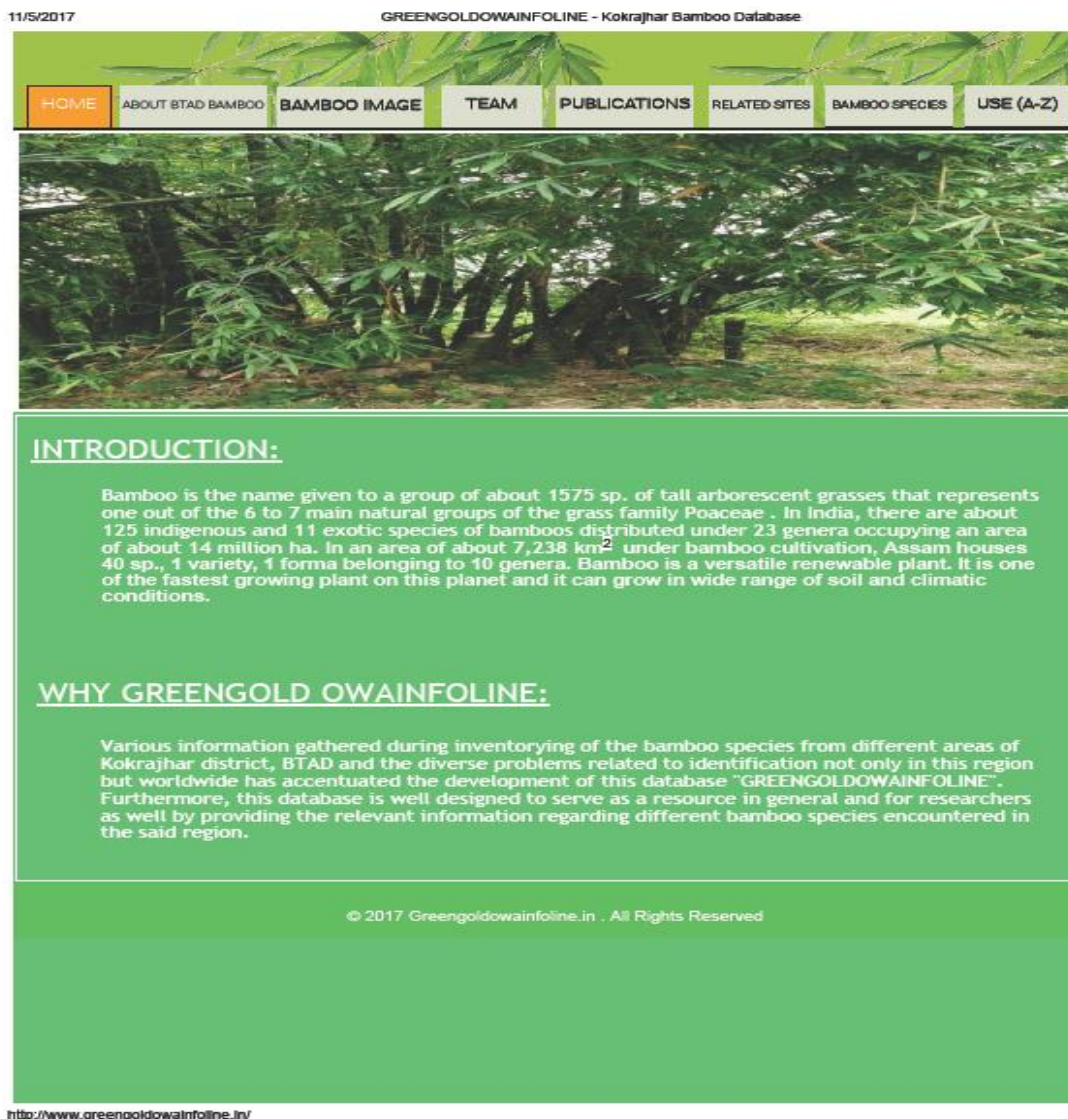 11/5/2017 GREENGOLDOWAINFOLINE - Kokrajhar Bamboo Database
HOME ABOUT BTAD BAMBOO BAMBOO IMAGE TEAM PUBLICATIONS RELATED SITES BAMBOO SPECIES USE (A-Z)
INTRODUCTION:
Bamboo is the name given to a group of about 1575 sp. of tall arborescent grasses that represents
one out of the 6 to 7 main natural groups of the grass family Poaceae . In India, there are about
125 indigenous and 11 exotic species of bamboos distributed under 23 genera occupying an area
of about 14 million ha. In an area of about 7,238 km² under bamboo cultivation, Assam houses
40 sp., 1 variety, 1 forma belonging to 10 genera. Bamboo is a versatile renewable plant. It is one
of the fastest growing plant on this planet and it can grow in wide range of soil and climatic
conditions.
WHY GREENGOLD OWAINFOLINE:
Various information gathered during inventorying of the bamboo species from different areas of
Kokrajhar district, BTAD and the diverse problems related to identification not only in this region
but worldwide has accentuated the development of this database "GREENGOLDOWAINFOLINE".
Furthermore, this database is well designed to serve as a resource in general and for researchers
as well by providing the relevant information regarding different bamboo species encountered in
the said region.
© 2017 Greengoldowainfoline.in . All Rights Reserved
http://www.greengoldowainfoline.in/